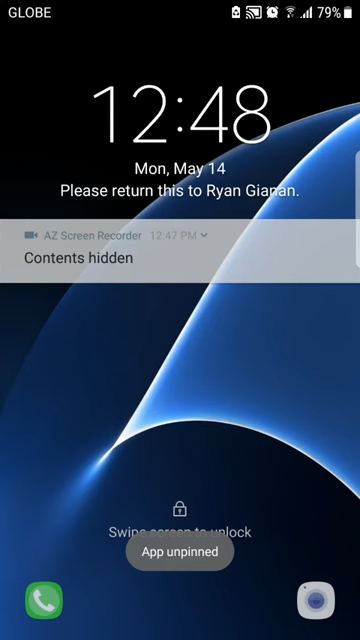 GLOBE 79%
12:48
Mon, May 14
Please return this to Ryan Gianan.
AZ Screen Recorder 12:47 PM
Contents hidden
Swipe screen to unlock
App unpinned